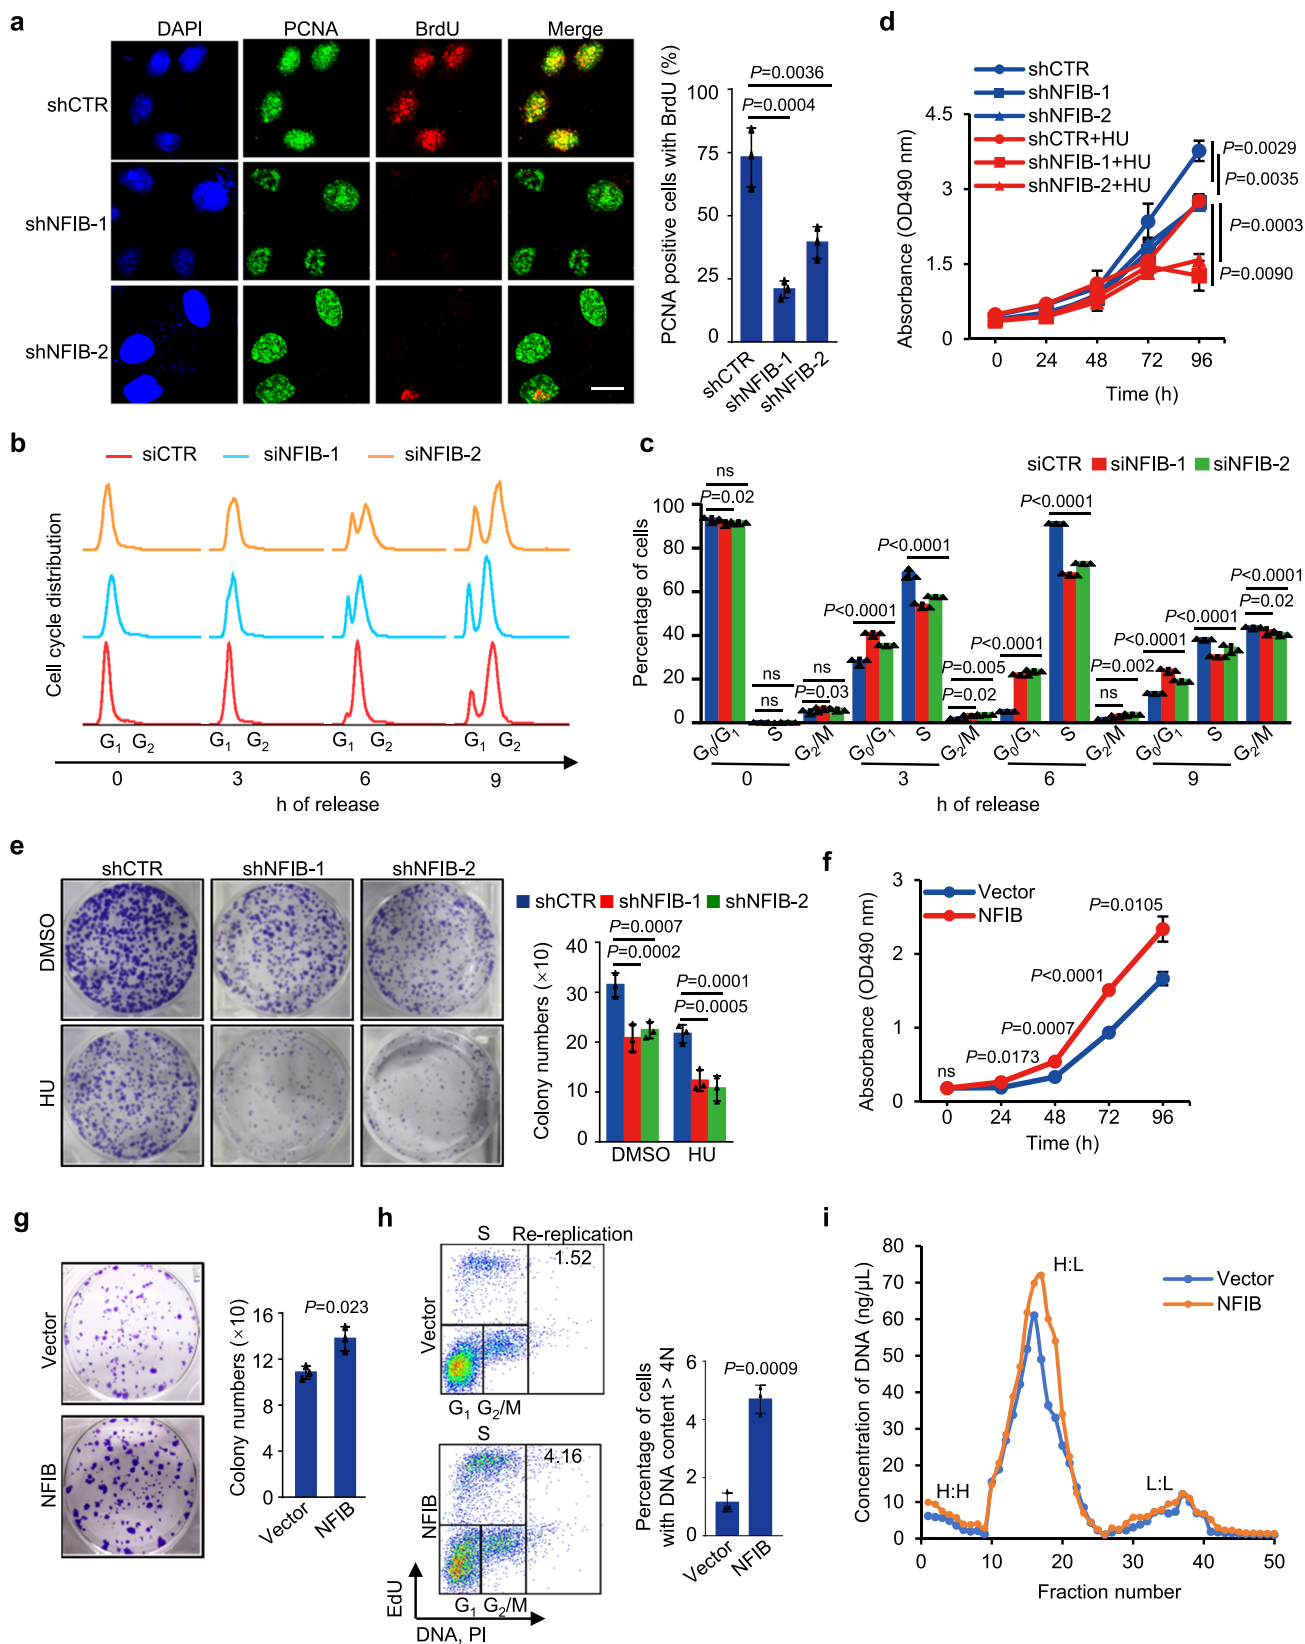 a
DAPI PCNA BrdU Merge
shCTR
shNFIB-1
shNFIB-2
PCNA positive cells with BrdU (%)
P=0.0036
P=0.0004
100
75
50
25
0
shCTR
shNFIB-1
shNFIB-2
d
shCTR
shNFIB-1
shNFIB-2
shCTR+HU
shNFIB-1+HU
shNFIB-2+HU
Absorbance (OD490 nm)
4.5
3
1.5
0
P=0.0029
P=0.0035
P=0.0003
P=0.0090
0 24 48 72 96
Time (h)
b
siCTR siNFIB-1 siNFIB-2
Cell cycle distribution
G1 G2 G1 G2 G1 G2 G1 G2
0 3 6 9
h of release
c
siCTR siNFIB-1 siNFIB-2
Percentage of cells
100
80
60
40
20
0
ns
P=0.02
ns
ns
ns
P=0.03
P<0.0001
P<0.0001
P=0.005
P=0.02
P<0.0001
P<0.0001
P=0.002
ns
P<0.0001
P<0.0001
P<0.0001
P=0.02
G0/G1 S G2/M G0/G1 S G2/M G0/G1 S G2/M G0/G1 S G2/M
0 3 6 9
h of release
e
shCTR shNFIB-1 shNFIB-2
DMSO
HU
shCTR shNFIB-1 shNFIB-2
Colony numbers (×10)
40
30
20
10
0
P=0.0007
P=0.0002
P=0.0001
P=0.0005
DMSO HU
f
Vector
NFIB
Absorbance (OD490 nm)
3
2
1
0
P=0.0105
P<0.0001
P=0.0007
P=0.0173
ns
0 24 48 72 96
Time (h)
g
Vector
NFIB
Colony numbers (×10)
16
12
8
4
0
P=0.023
Vector
NFIB
h
S Re-replication
1.52
Vector
G1 G2/M
S
4.16
NFIB
G1 G2/M
EdU
DNA, PI
Percentage of cells
with DNA content > 4N
6
4
2
0
P=0.0009
Vector
NFIB
i
Vector
NFIB
Concentration of DNA (ng/µL)
80
70
60
50
40
30
20
10
0
H:H
H:L
L:L
0 10 20 30 40 50
Fraction number